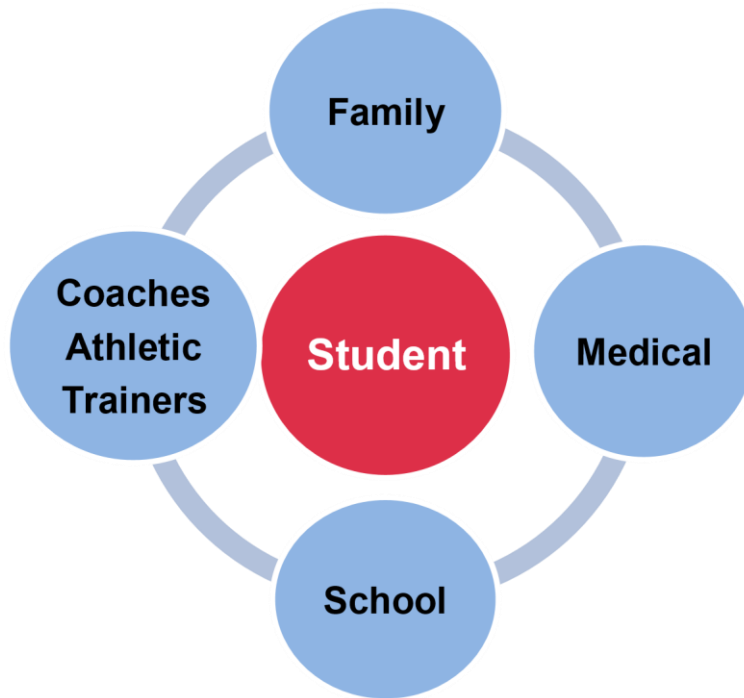 Family
Coaches
Athletic
Trainers
Student
Medical
School